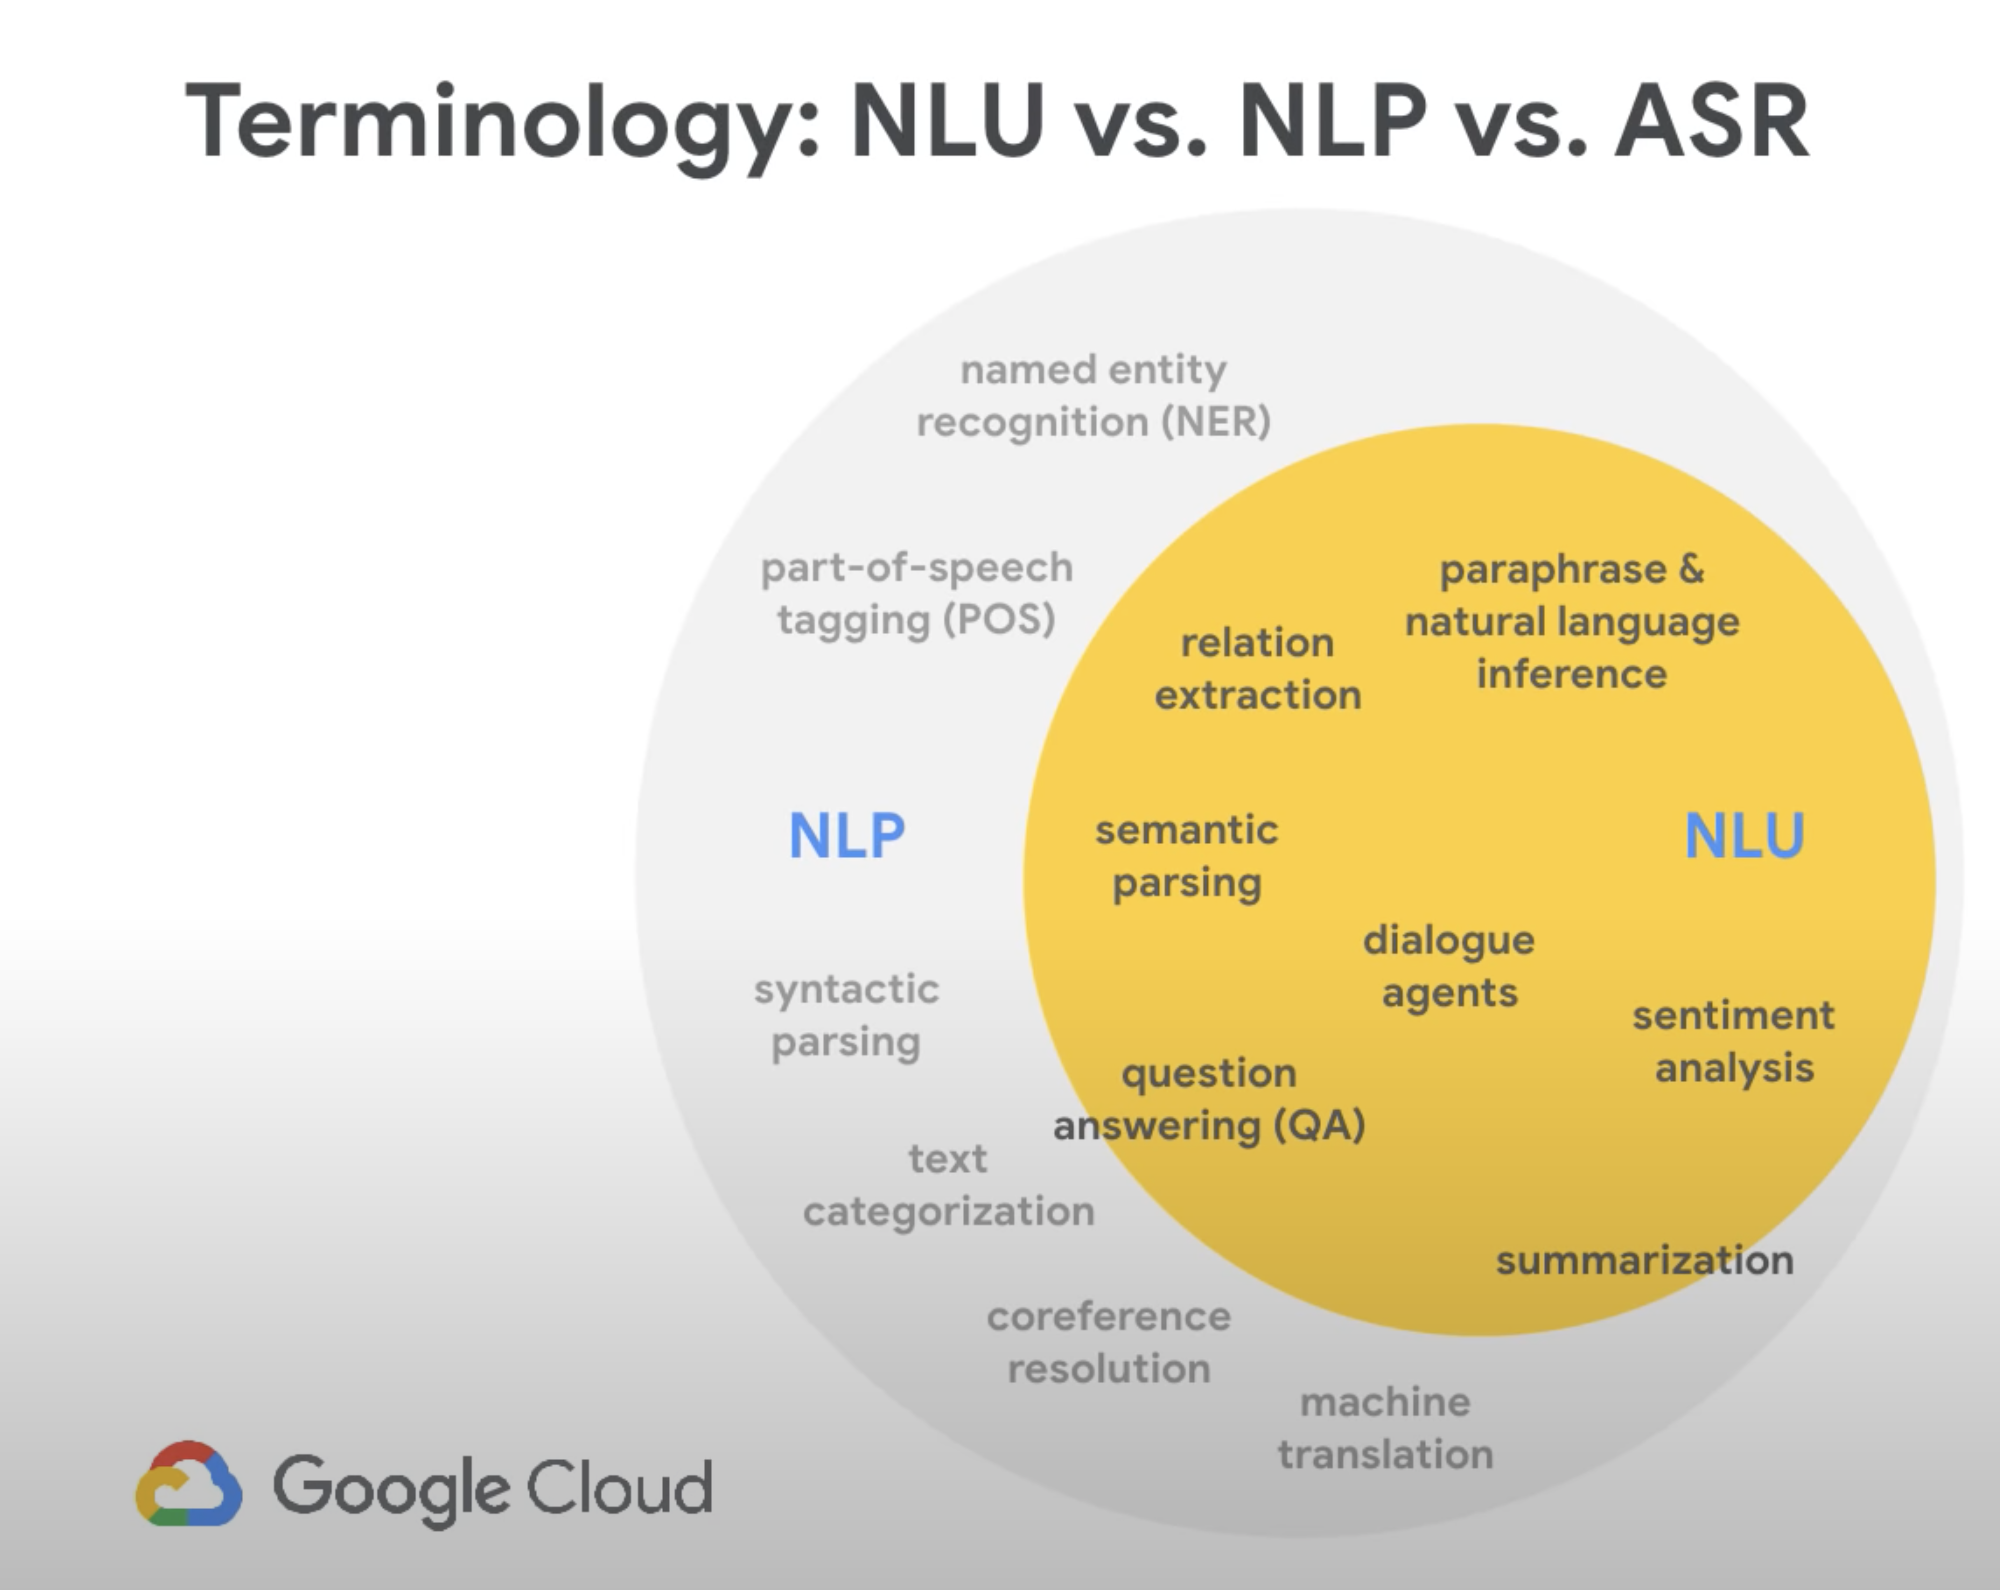 Terminology: NLU vs. NLP vs. ASR
named entity
recognition (NER)
part-of-speech
tagging (POS)
paraphrase &
natural language
inference
relation
extraction
NLP
semantic
parsing
NLU
dialogue
agents
syntactic
parsing
sentiment
analysis
question
answering (QA)
text
categorization
summarization
coreference
resolution
machine
translation
Google Cloud